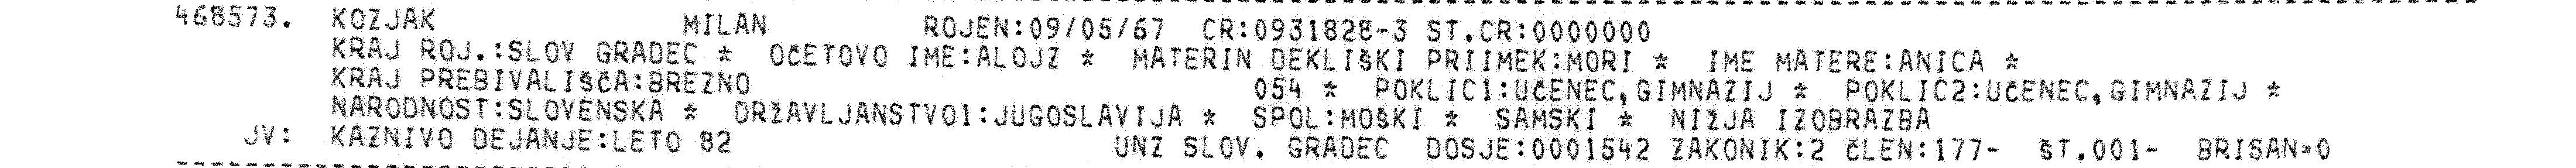 468573. KOZJAK MILAN ROJEN:09/05/67 CR:0931828-3 ST.CR:0000000
KRAJ ROJ.:SLOV GRADEC * OČETOVO IME:ALOJZ * MATERIN DEKLIŠKI PRIIMEK:MORI * IME MATERE:ANICA *
KRAJ PREBIVALIŠČA:BREZNO 054 * POKLIC1:UČENEC,GIMNAZIJ * POKLIC2:UČENEC,GIMNAZIJ *
NARODNOST:SLOVENSKA * DRŽAVLJANSTVO1:JUGOSLAVIJA * SPOL:MOŠKI * SAMSKI * NIŽJA IZOBRAZBA
JV: KAZNIVO DEJANJE:LETO 82 UNZ SLOV. GRADEC DOSJE:0001542 ZAKONIK:2 ČLEN:177- ŠT.001- BRISAN=0